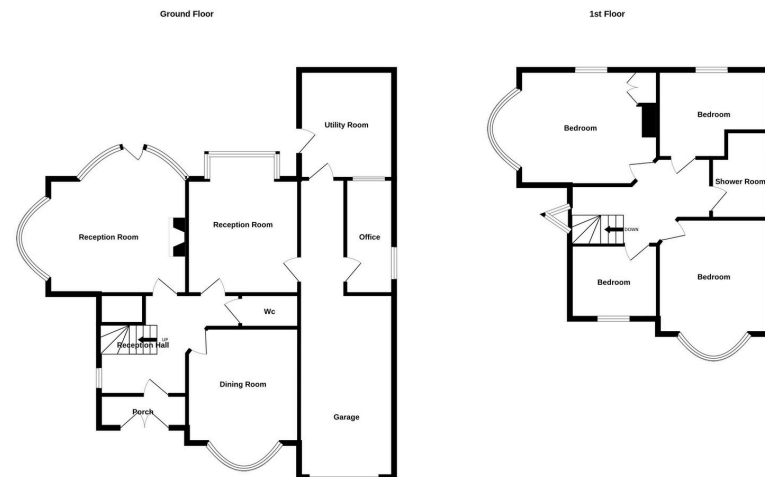 Ground Floor
Utility Room
Reception Room
Reception Room
Office
Wc
UP
Reception Hall
Dining Room
Porch
Garage
1st Floor
Bedroom
Bedroom
Shower Room
DOWN
Bedroom
Bedroom